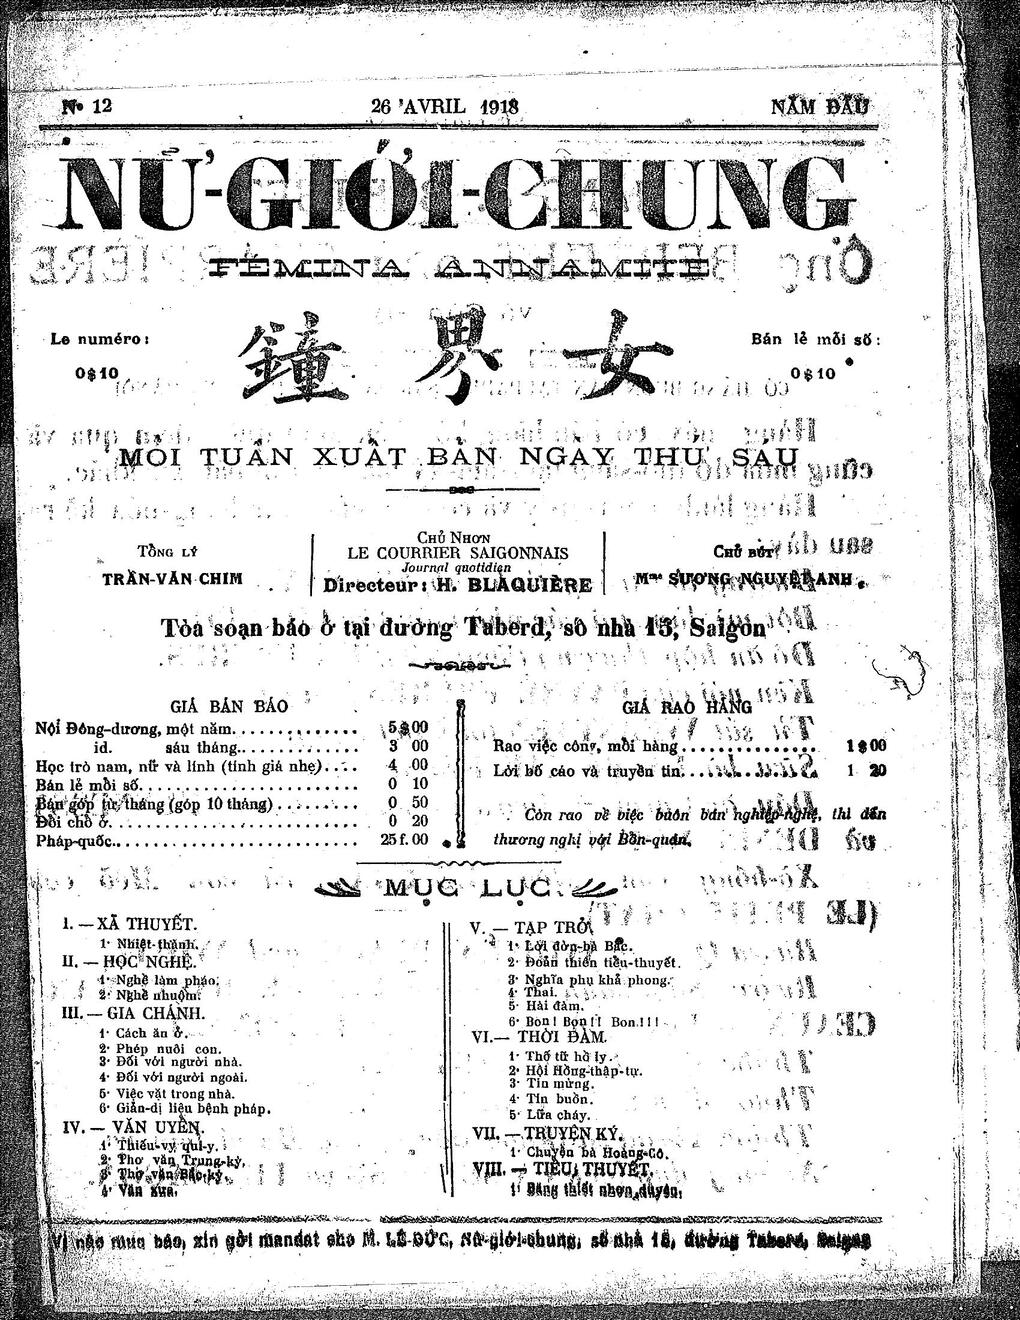 No 12
26 AVRIL 1918
NĂM ĐẦU
NỮ-GIỚI-CHUNG
FÉMINA ANNAMITE
Le numéro:
0$10
鐘 界 女
Bán lẻ mỗi số:
0$10
MỖI TUẦN XUẤT BẢN NGÀY THỨ SÁU
TỔNG LÝ
TRẦN-VĂN CHIM
CHỦ NHƠN
LE COURRIER SAIGONNAIS
Journal quotidien
Directeur: H. BLAQUIÈRE
CHỦ BÚT
Mme SƯƠNG NGUYỆT ANH
Tòa soạn báo ở tại đường Taberd, số nhà 13, Saigon
GIÁ BÁN BÁO
Nội Đông-dương, một năm. 5$00
id. sáu tháng. 3 00
Học trò nam, nữ và lính (tính giá nhẹ). 4 00
Bán lẻ mỗi số. 0 10
Bán góp từ tháng (góp 10 tháng) 0 50
Đổi chỗ ở. 0 20
Pháp-quốc. 25f.00
GIÁ RAO HÀNG
Rao việc công, mỗi hàng 1$00
Lời bố cáo và truyền tin. 1 20
Còn rao về việc buôn bán nghiệp-nghệ, thì đến
thương nghị với Bổn-quán.
MỤC LỤC
I. — XÃ THUYẾT.
1· Nhiệt-thành.
II. — HỌC NGHỆ.
1· Nghề làm pháo.
2· Nghề nhuộm.
III. — GIA CHÁNH.
1· Cách ăn ở.
2· Phép nuôi con.
3· Đối với người nhà.
4· Đối với người ngoài.
5· Việc vặt trong nhà.
6· Giản-dị liệu bệnh pháp.
IV. — VĂN UYỂN.
1· Thiếu-vy qui-y.
2· Thơ văn Trung-kỳ.
3· Thơ văn Bắc-kỳ.
4· Văn xưa.
V. — TẠP TRỞ
1· Lời đờn-bà Bắc.
2· Đoản thiên tiểu-thuyết.
3· Nghĩa phụ khả phong.
4· Thai.
5· Hài đàm.
6· Bon! Bon!! Bon!!!
VI.— THỜI ĐÀM.
1· Thố tử hồ ly.
2· Hội Hồng-thập-tự.
3· Tin mừng.
4· Tin buồn.
5· Lửa cháy.
VII. — TRUYỆN KÝ.
1· Chuyện bà Hoàng-Cô.
VIII. — TIỂU THUYẾT.
1· Băng thiết nhơn duyên.
Vị nào mua báo, xin gởi mandat cho M. LÊ ĐỨC, Nữ-giới-chung, số nhà 13, đường Taberd, Saigon